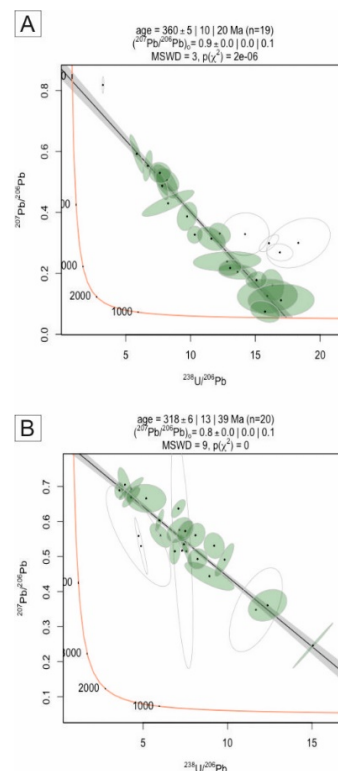 A
age = 360 ± 5 | 10 | 20 Ma (n=19)
(²⁰⁷Pb/²⁰⁶Pb)₀= 0.9 ± 0.0 | 0.0 | 0.1
MSWD = 3, p(χ²) = 2e-06
0.8
0.6
0.4
0.2
0.0
²⁰⁷Pb/²⁰⁶Pb
2000
1000
5
10
15
20
²³⁸U/²⁰⁶Pb
B
age = 318 ± 6 | 13 | 39 Ma (n=20)
(²⁰⁷Pb/²⁰⁶Pb)₀= 0.8 ± 0.0 | 0.0 | 0.1
MSWD = 9, p(χ²) = 0
0.7
0.6
0.5
0.4
0.3
0.2
0.1
²⁰⁷Pb/²⁰⁶Pb
2000
1000
5
10
15
²³⁸U/²⁰⁶Pb